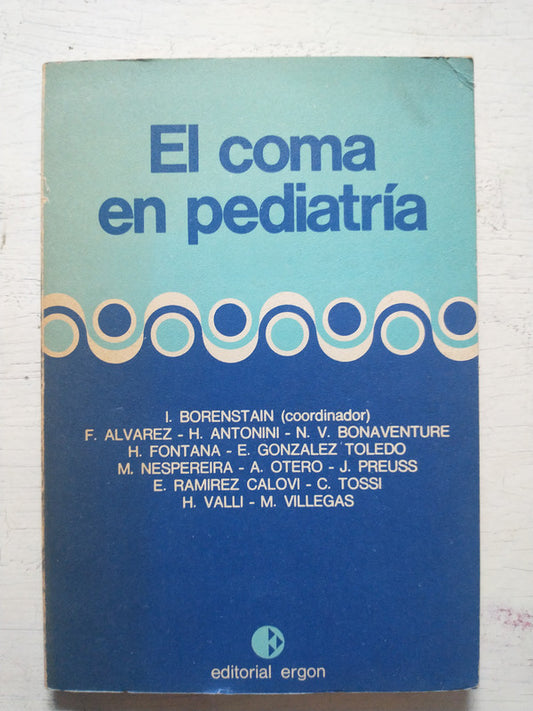 El coma
en pediatría
I. BORENSTAIN (coordinador)
F. ALVAREZ - H. ANTONINI - N. V. BONAVENTURE
H. FONTANA - E. GONZALEZ TOLEDO
M. NESPEREIRA - A. OTERO - J. PREUSS
E. RAMIREZ CALOVI - C. TOSSI
H. VALLI - M. VILLEGAS
editorial ergon